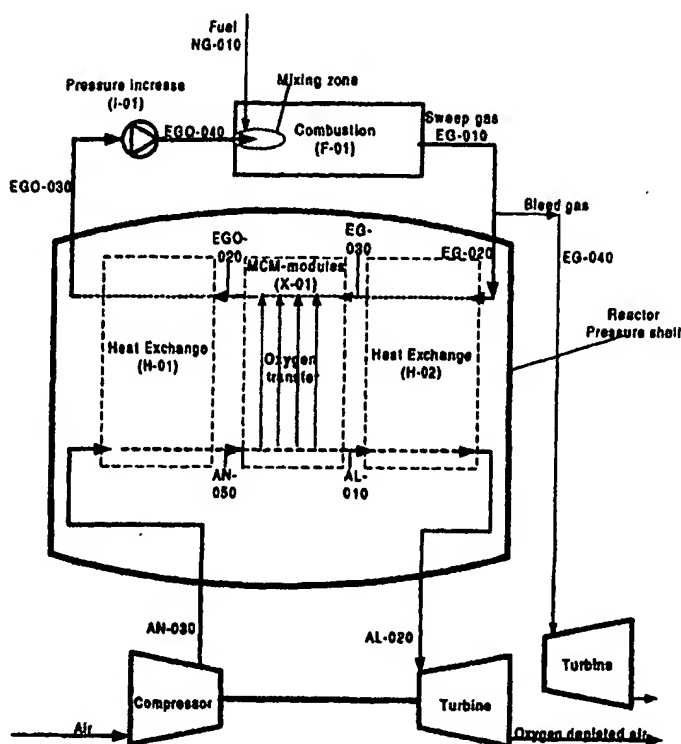 Fuel
NG-010
Mixing zone
Pressure increase
(I-01)
EGO-040
Combustion
(F-01)
Sweep gas
EG-010
EGO-030
Bleed gas
EGO-
020
EG-
030
MCM-modules
(X-01)
EG-020
EG-040
Reactor
Pressure shell
Heat Exchange
(H-01)
Oxygen
transfer
Heat Exchange
(H-02)
AN-
050
AL-
010
AN-030
AL-020
Compressor
Turbine
Turbine
Air
Oxygen depleted air